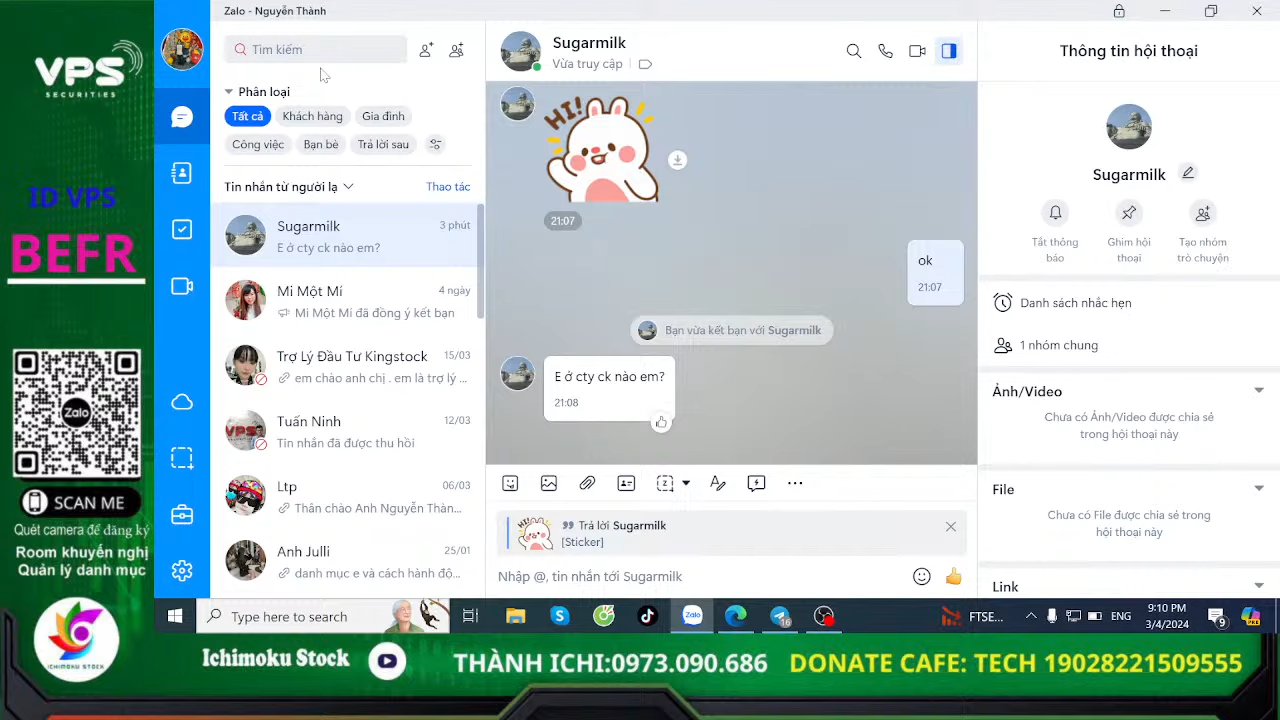 Zalo - Nguyễn Thành
VPS
SECURITIES
ID VPS
BEFR
Zalo
SCAN ME
Quét camera để đăng ký
Room khuyến nghị
Quản lý danh mục
ICHIMOKU STOCK
Tìm kiếm
Phân loại
Tất cả
Khách hàng
Gia đình
Công việc
Bạn bè
Trả lời sau
Tin nhắn từ người lạ
Thao tác
Sugarmilk
3 phút
E ở cty ck nào em?
Mi Một Mí
4 ngày
Mi Một Mí đã đồng ý kết bạn
Trợ Lý Đầu Tư Kingstock
15/03
em chào anh chị . em là trợ lý ...
Tuấn Ninh
12/03
Tin nhắn đã được thu hồi
VPS
Ltp
06/03
Thân chào Anh Nguyễn Thàn...
Anh Julli
25/01
danh mục e và cách hành độ...
Sugarmilk
Vừa truy cập
HI!
21:07
ok
21:07
Bạn vừa kết bạn với Sugarmilk
E ở cty ck nào em?
21:08
Trả lời Sugarmilk
[Sticker]
Nhập @, tin nhắn tới Sugarmilk
Thông tin hội thoại
Sugarmilk
Tắt thông báo
Ghim hội thoại
Tạo nhóm trò chuyện
Danh sách nhắc hẹn
1 nhóm chung
Ảnh/Video
Chưa có Ảnh/Video được chia sẻ
trong hội thoại này
File
Chưa có File được chia sẻ trong
hội thoại này
Link
Type here to search
Zalo
16
FTSE...
ENG
9:10 PM
3/4/2024
9
PRE
Ichimoku Stock
THÀNH ICHI:0973.090.686
DONATE CAFE: TECH 19028221509555